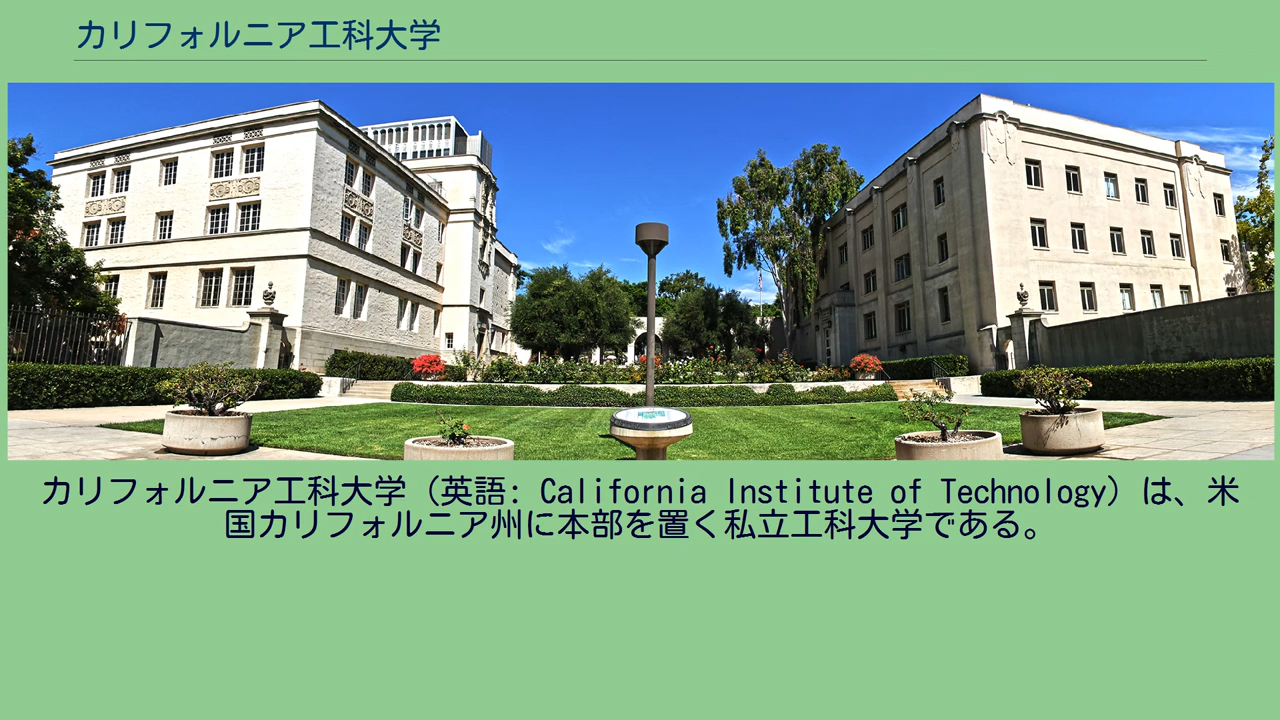 カリフォルニア工科大学
カリフォルニア工科大学（英語: California Institute of Technology）は、米
国カリフォルニア州に本部を置く私立工科大学である。